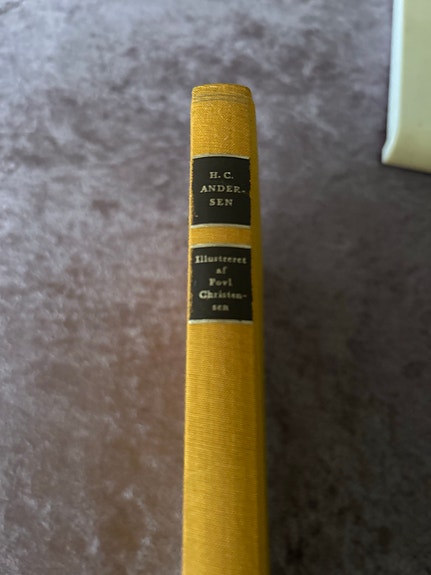 H. C.
ANDER-
SEN
Illustreret
af
Povl
Christen-
sen